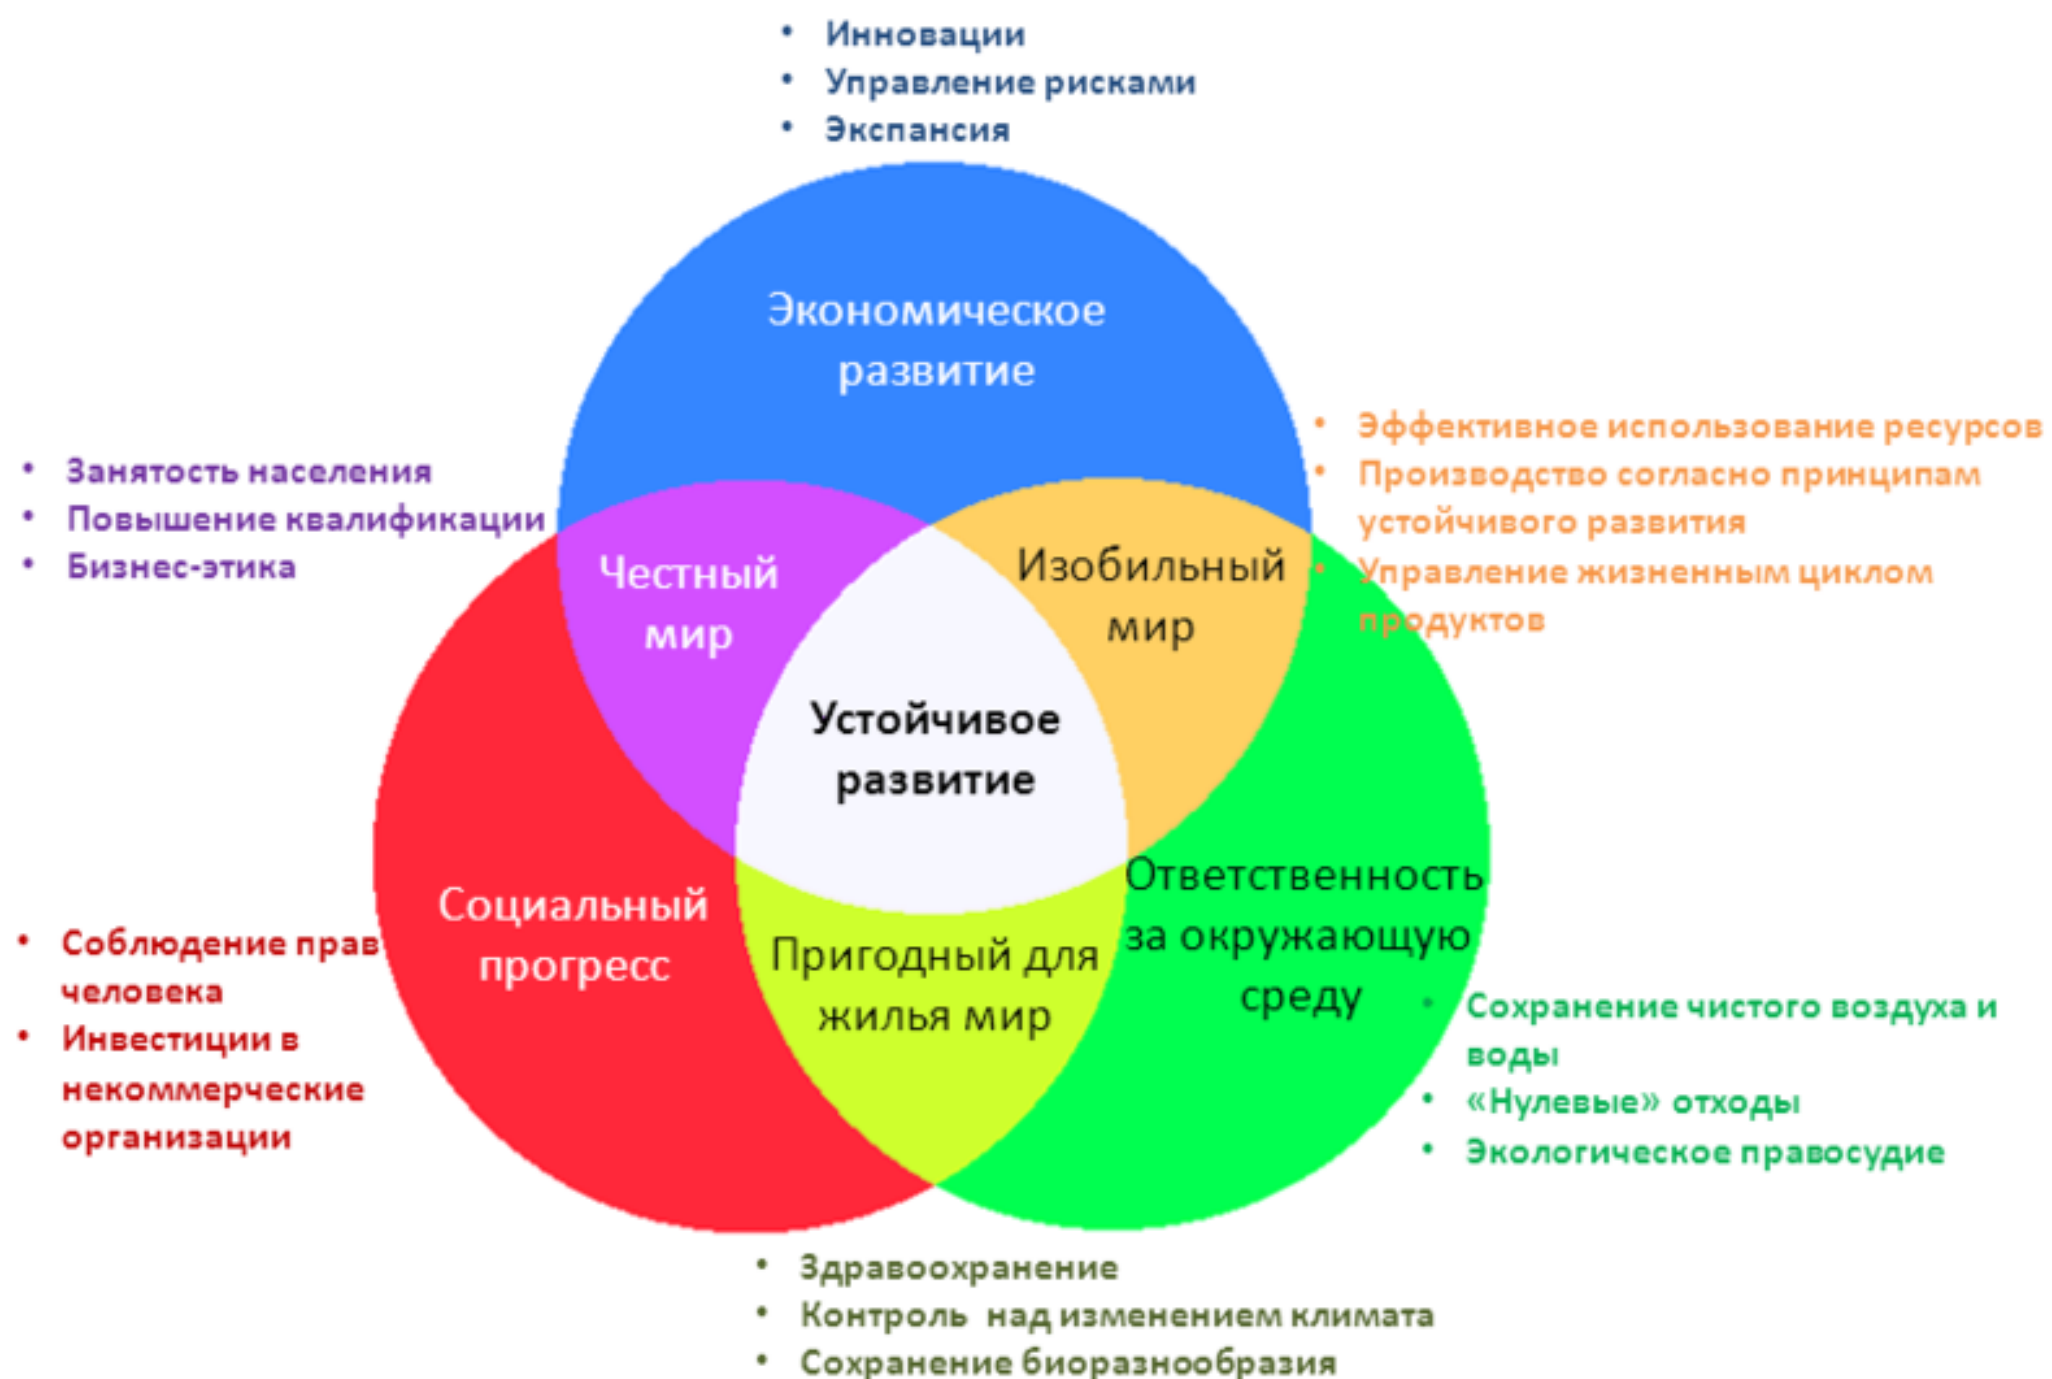 • Инновации
• Управление рисками
• Экспансия
Экономическое
развитие
• Занятость населения
• Повышение квалификации
• Бизнес-этика
• Эффективное использование ресурсов
• Производство согласно принципам
устойчивого развития
• Управление жизненным циклом
продуктов
Честный
мир
Изобильный
мир
Устойчивое
развитие
Социальный
прогресс
Пригодный для
жилья мир
Ответственность
за окружающую
среду
• Соблюдение прав
человека
• Инвестиции в
некоммерческие
организации
• Сохранение чистого воздуха и
воды
• «Нулевые» отходы
• Экологическое правосудие
• Здравоохранение
• Контроль  над изменением климата
• Сохранение биоразнообразия